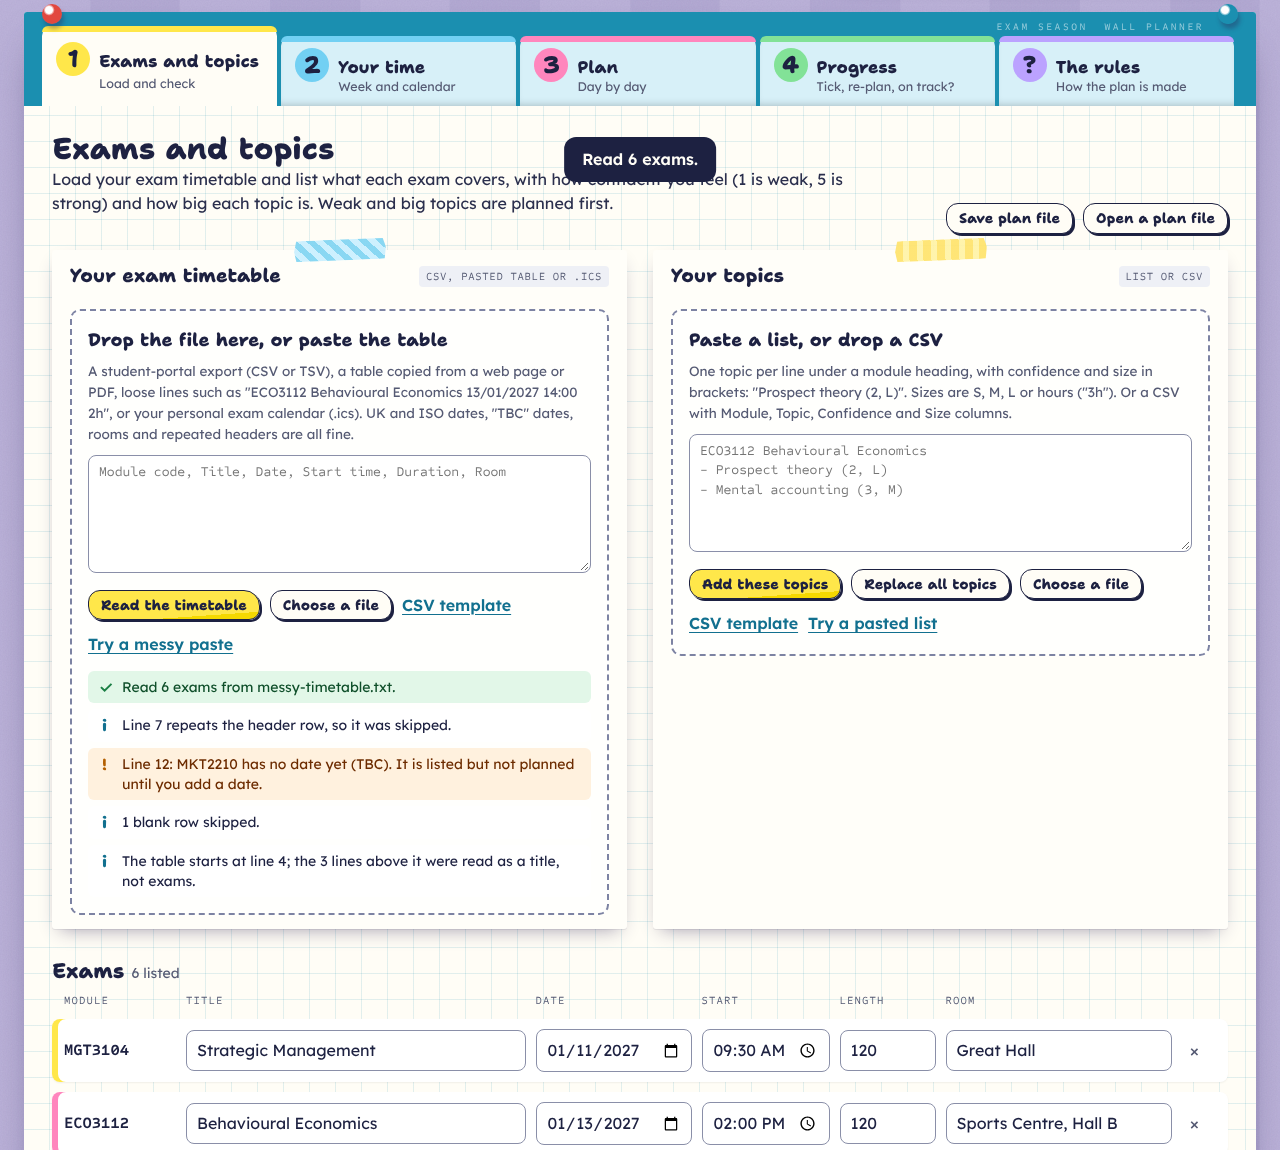 EXAM SEASON WALL PLANNER
1 Exams and topics
Load and check
2 Your time
Week and calendar
3 Plan
Day by day
4 Progress
Tick, re-plan, on track?
? The rules
How the plan is made
Exams and topics
Read 6 exams.
Load your exam timetable and list what each exam covers, with how confident you feel (1 is weak, 5 is
strong) and how big each topic is. Weak and big topics are planned first.
Save plan file
Open a plan file
Your exam timetable
CSV, PASTED TABLE OR .ICS
Drop the file here, or paste the table
A student-portal export (CSV or TSV), a table copied from a web page or
PDF, loose lines such as "ECO3112 Behavioural Economics 13/01/2027 14:00
2h", or your personal exam calendar (.ics). UK and ISO dates, "TBC" dates,
rooms and repeated headers are all fine.
Module code, Title, Date, Start time, Duration, Room
Read the timetable
Choose a file
CSV template
Try a messy paste
Read 6 exams from messy-timetable.txt.
Line 7 repeats the header row, so it was skipped.
! Line 12: MKT2210 has no date yet (TBC). It is listed but not planned
until you add a date.
1 blank row skipped.
The table starts at line 4; the 3 lines above it were read as a title,
not exams.
Your topics
LIST OR CSV
Paste a list, or drop a CSV
One topic per line under a module heading, with confidence and size in
brackets: "Prospect theory (2, L)". Sizes are S, M, L or hours ("3h"). Or a CSV
with Module, Topic, Confidence and Size columns.
ECO3112 Behavioural Economics
- Prospect theory (2, L)
- Mental accounting (3, M)
Add these topics
Replace all topics
Choose a file
CSV template
Try a pasted list
Exams 6 listed
MODULE TITLE DATE START LENGTH ROOM
MGT3104 Strategic Management 01/11/2027 09:30 AM 120 Great Hall ×
ECO3112 Behavioural Economics 01/13/2027 02:00 PM 120 Sports Centre, Hall B ×